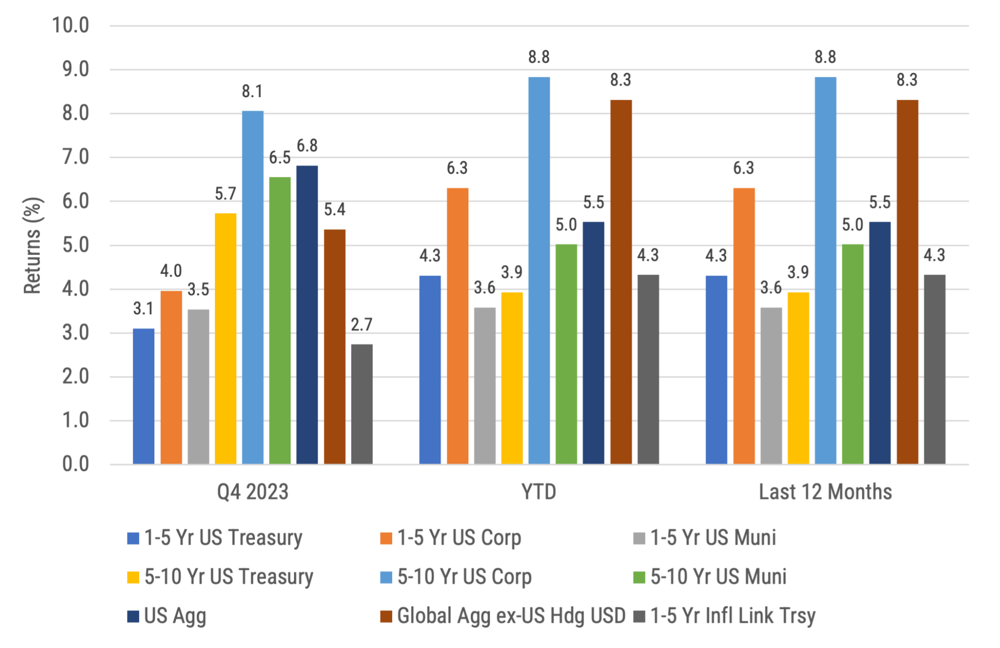 10.0
9.0
8.0
7.0
6.0
5.0
4.0
3.0
2.0
1.0
0.0
Returns (%)
3.1
4.0
3.5
5.7
8.1
6.5
6.8
5.4
2.7
4.3
6.3
3.6
3.9
8.8
5.0
5.5
8.3
4.3
4.3
6.3
3.6
3.9
8.8
5.0
5.5
8.3
4.3
Q4 2023
YTD
Last 12 Months
1-5 Yr US Treasury
1-5 Yr US Corp
1-5 Yr US Muni
5-10 Yr US Treasury
5-10 Yr US Corp
5-10 Yr US Muni
US Agg
Global Agg ex-US Hdg USD
1-5 Yr Infl Link Trsy